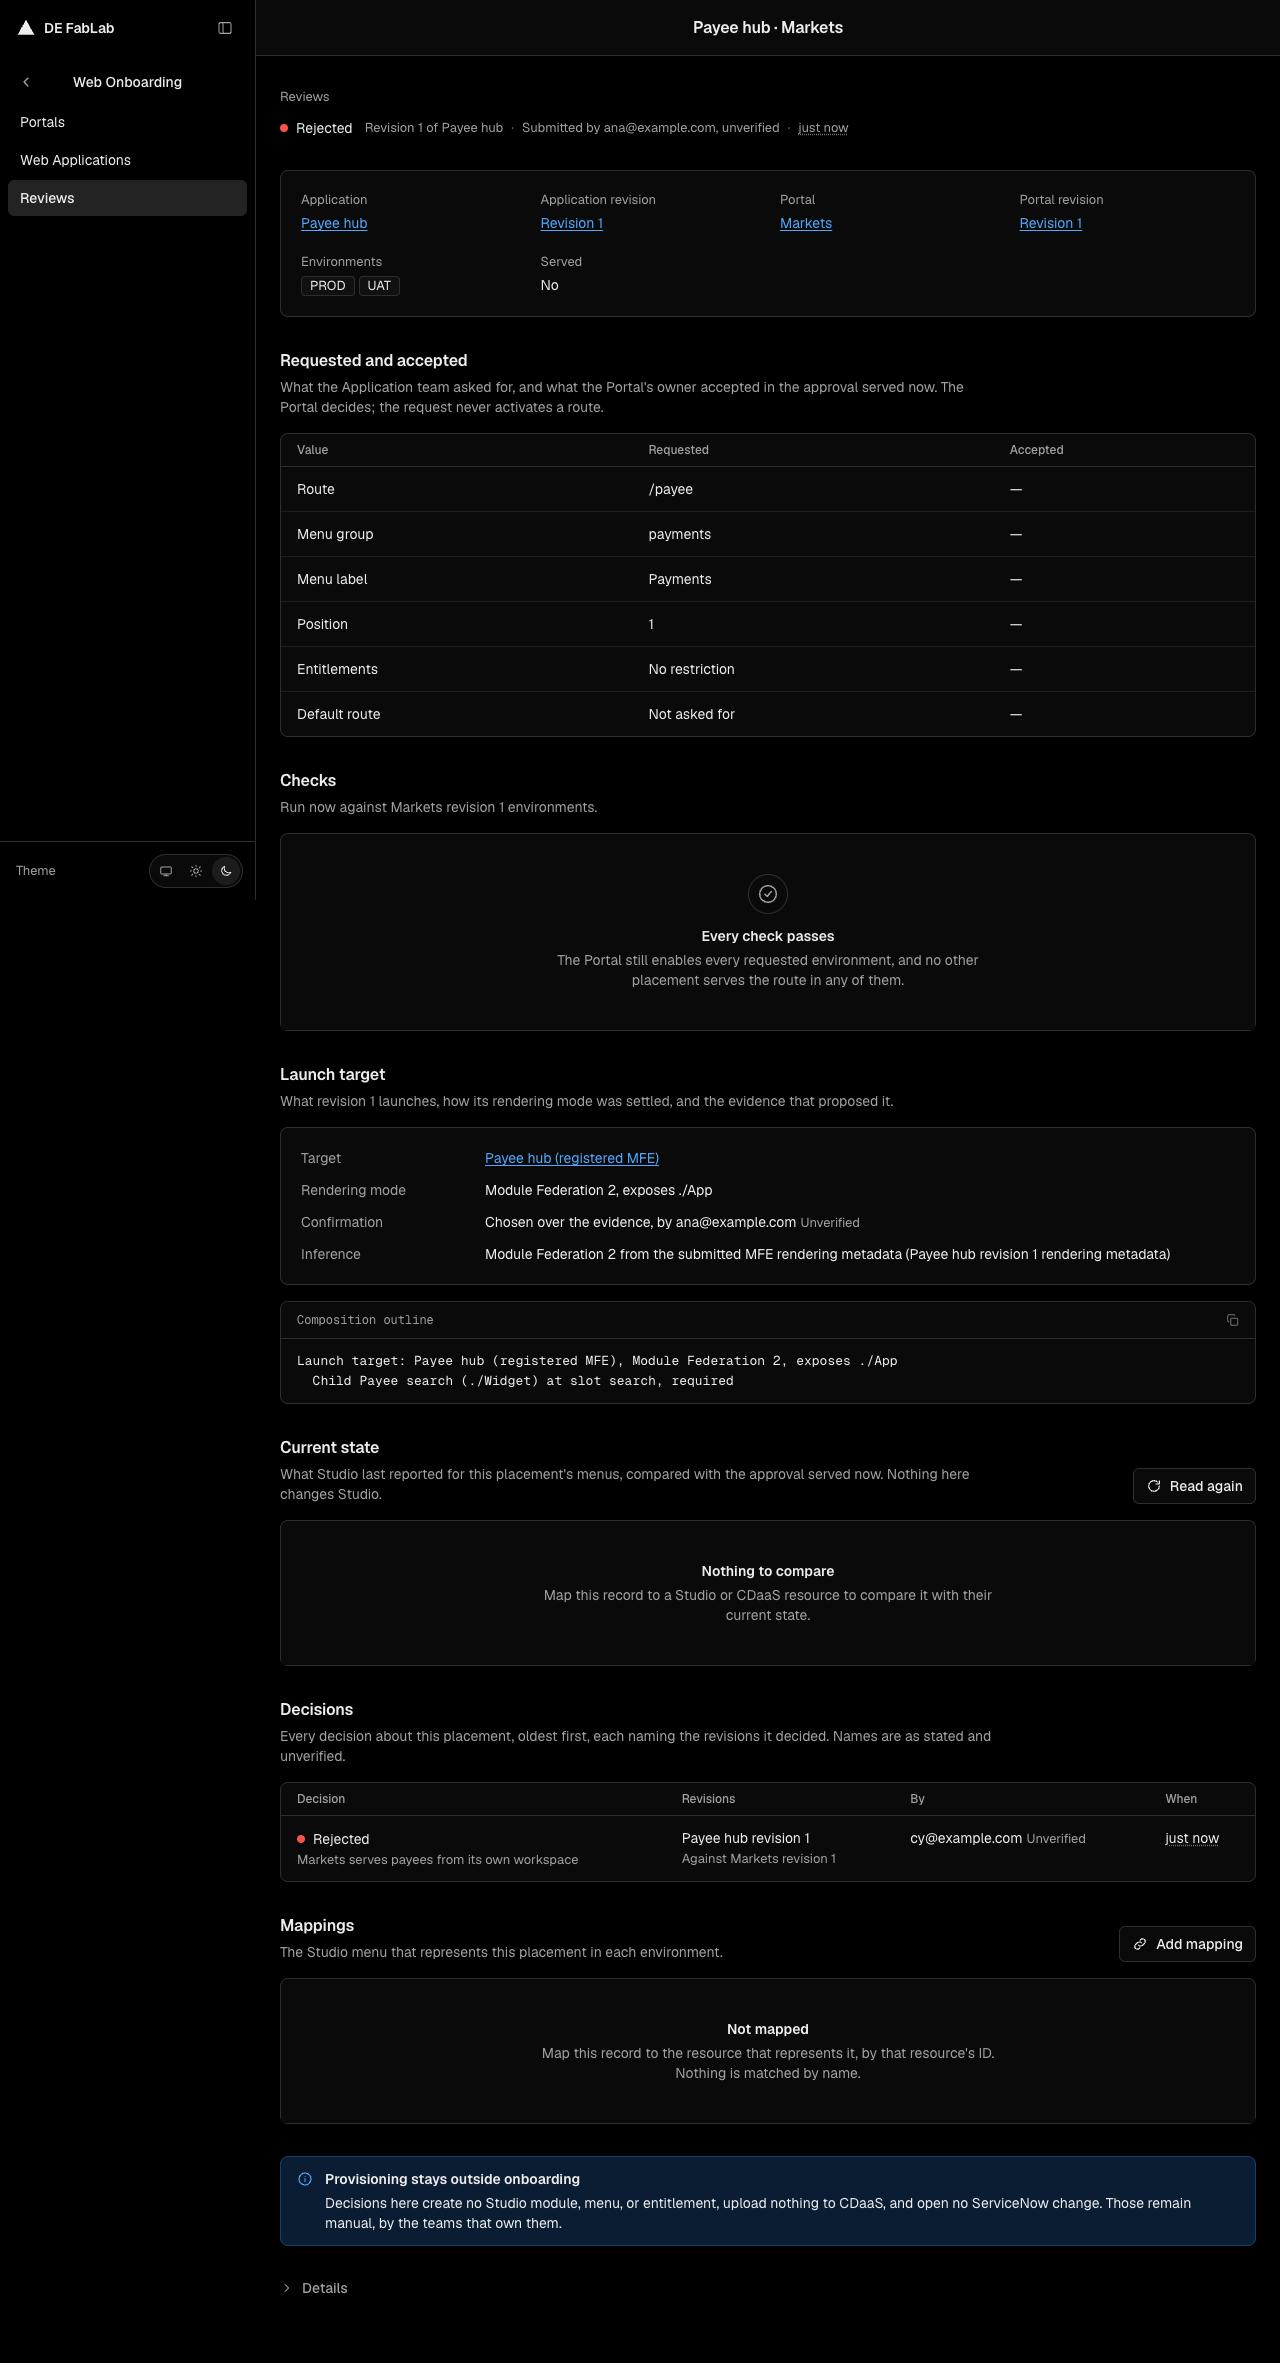 DE FabLab
Web Onboarding
Portals
Web Applications
Reviews
Theme
Payee hub · Markets
Reviews
Rejected Revision 1 of Payee hub · Submitted by ana@example.com, unverified · just now
Application Application revision Portal Portal revision
Payee hub Revision 1 Markets Revision 1
Environments Served
PROD UAT No
Requested and accepted
What the Application team asked for, and what the Portal's owner accepted in the approval served now. The
Portal decides; the request never activates a route.
Value Requested Accepted
Route /payee —
Menu group payments —
Menu label Payments —
Position 1 —
Entitlements No restriction —
Default route Not asked for —
Checks
Run now against Markets revision 1 environments.
Every check passes
The Portal still enables every requested environment, and no other
placement serves the route in any of them.
Launch target
What revision 1 launches, how its rendering mode was settled, and the evidence that proposed it.
Target Payee hub (registered MFE)
Rendering mode Module Federation 2, exposes ./App
Confirmation Chosen over the evidence, by ana@example.com Unverified
Inference Module Federation 2 from the submitted MFE rendering metadata (Payee hub revision 1 rendering metadata)
Composition outline
Launch target: Payee hub (registered MFE), Module Federation 2, exposes ./App
Child Payee search (./Widget) at slot search, required
Current state
What Studio last reported for this placement's menus, compared with the approval served now. Nothing here
changes Studio.
Read again
Nothing to compare
Map this record to a Studio or CDaaS resource to compare it with their
current state.
Decisions
Every decision about this placement, oldest first, each naming the revisions it decided. Names are as stated and
unverified.
Decision Revisions By When
Rejected Payee hub revision 1 cy@example.com Unverified just now
Markets serves payees from its own workspace Against Markets revision 1
Mappings
The Studio menu that represents this placement in each environment.
Add mapping
Not mapped
Map this record to the resource that represents it, by that resource's ID.
Nothing is matched by name.
Provisioning stays outside onboarding
Decisions here create no Studio module, menu, or entitlement, upload nothing to CDaaS, and open no ServiceNow change. Those remain
manual, by the teams that own them.
Details